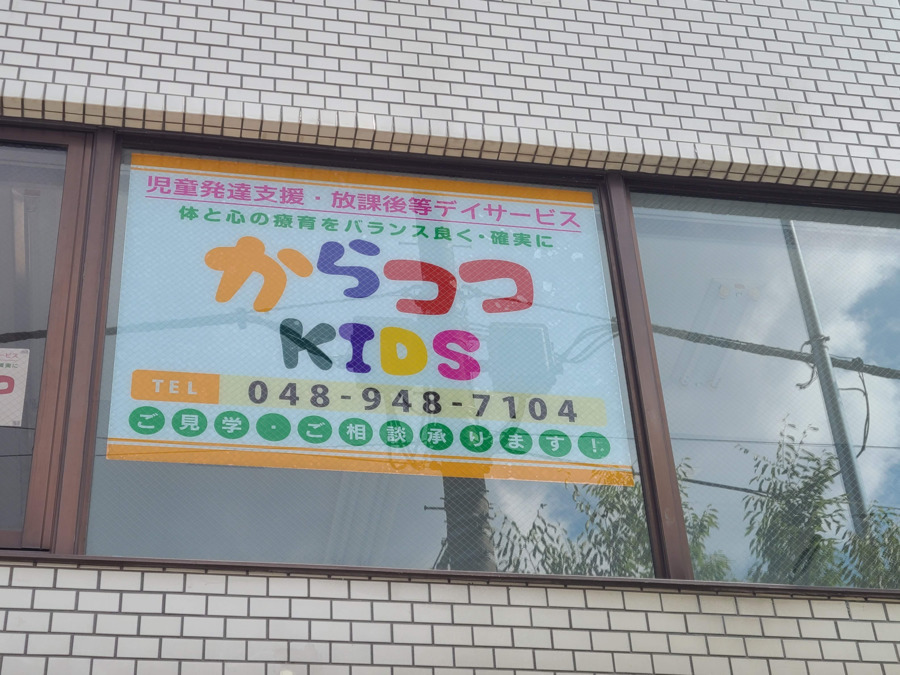 児童発達支援・放課後等デイサービス
体と心の療育をバランス良く・確実に
からココ
KIDS
TEL 048-948-7104
ご見学・ご相談承ります!